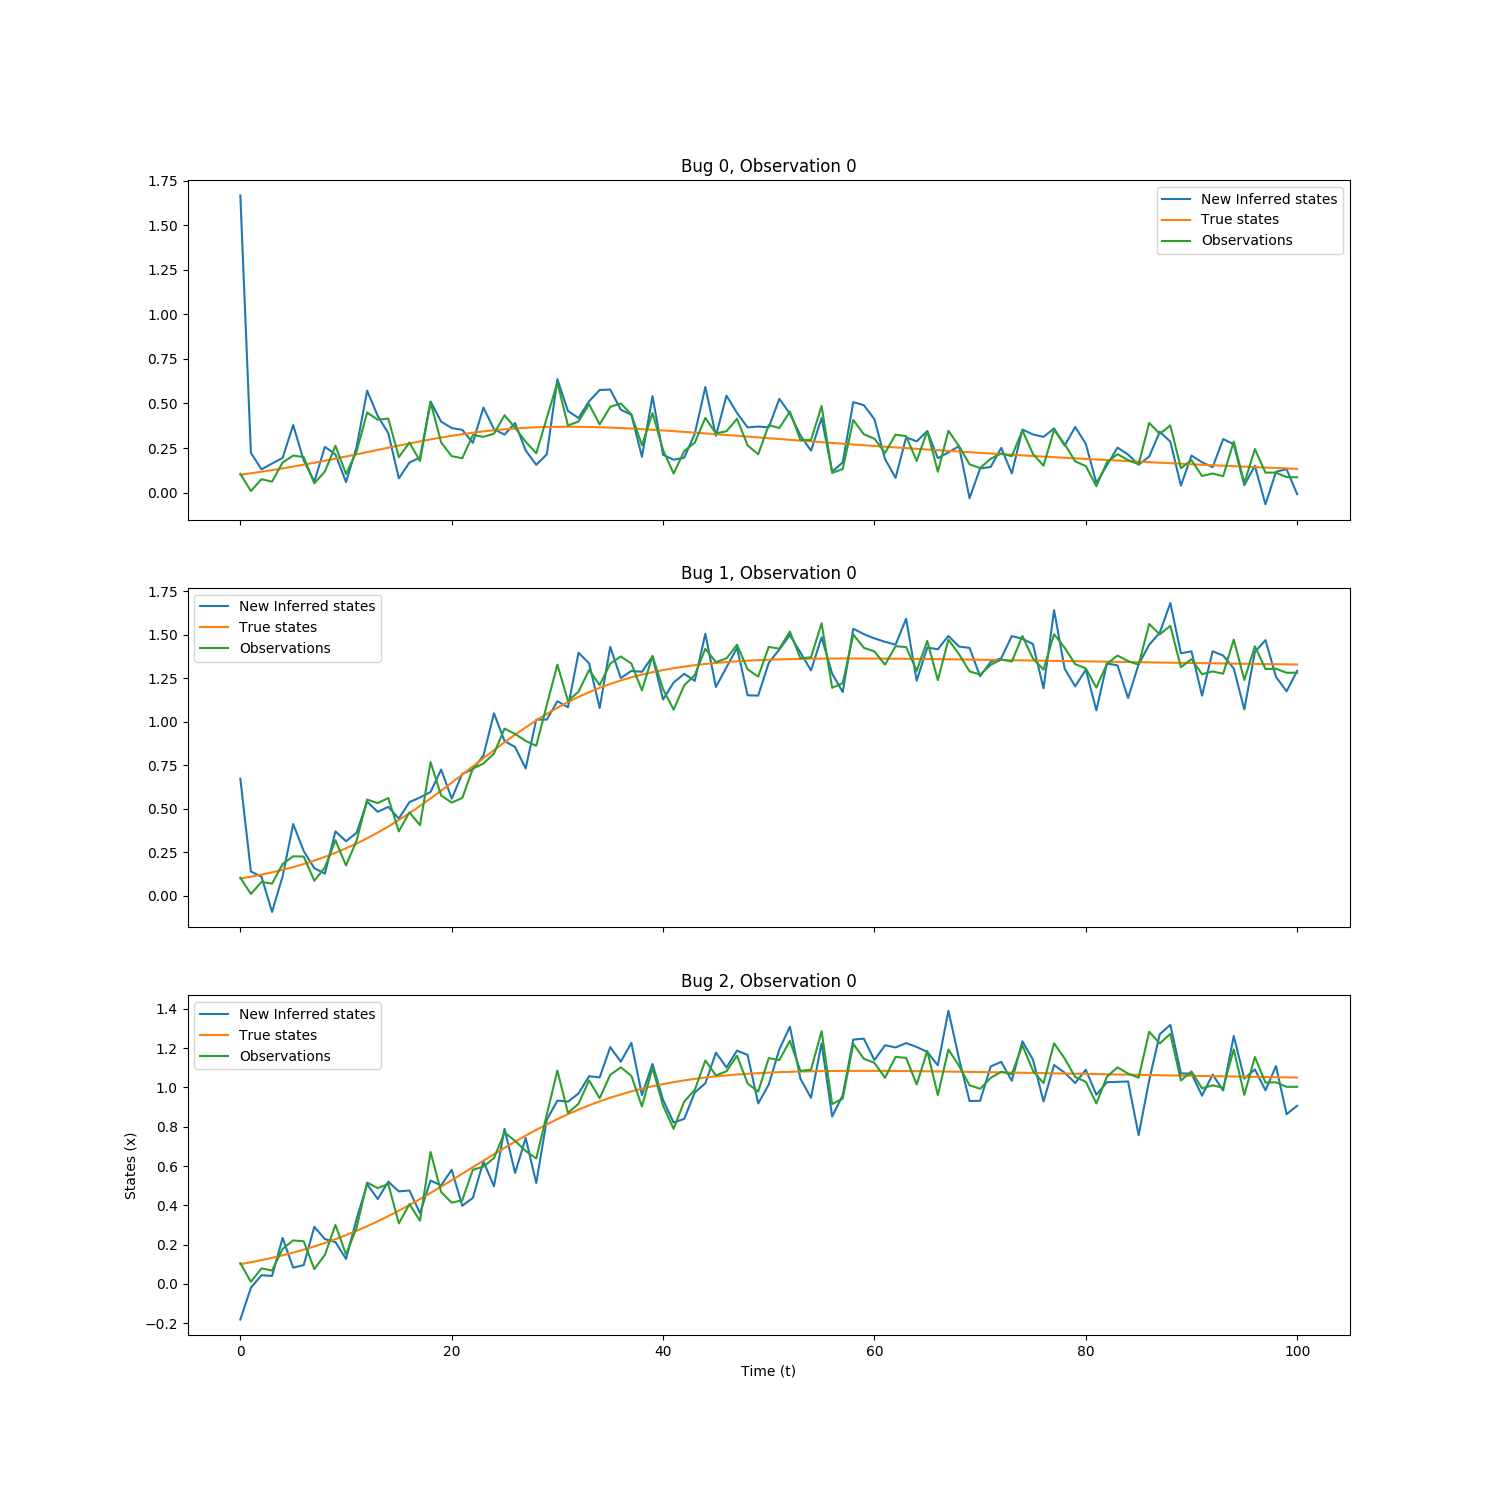 Bug 0, Observation 0
1.75
1.50
1.25
1.00
0.75
0.50
0.25
0.00
New Inferred states
True states
Observations
Bug 1, Observation 0
1.75
1.50
1.25
1.00
0.75
0.50
0.25
0.00
New Inferred states
True states
Observations
Bug 2, Observation 0
1.4
1.2
1.0
0.8
0.6
0.4
0.2
0.0
−0.2
New Inferred states
True states
Observations
States (x)
0 20 40 60 80 100
Time (t)